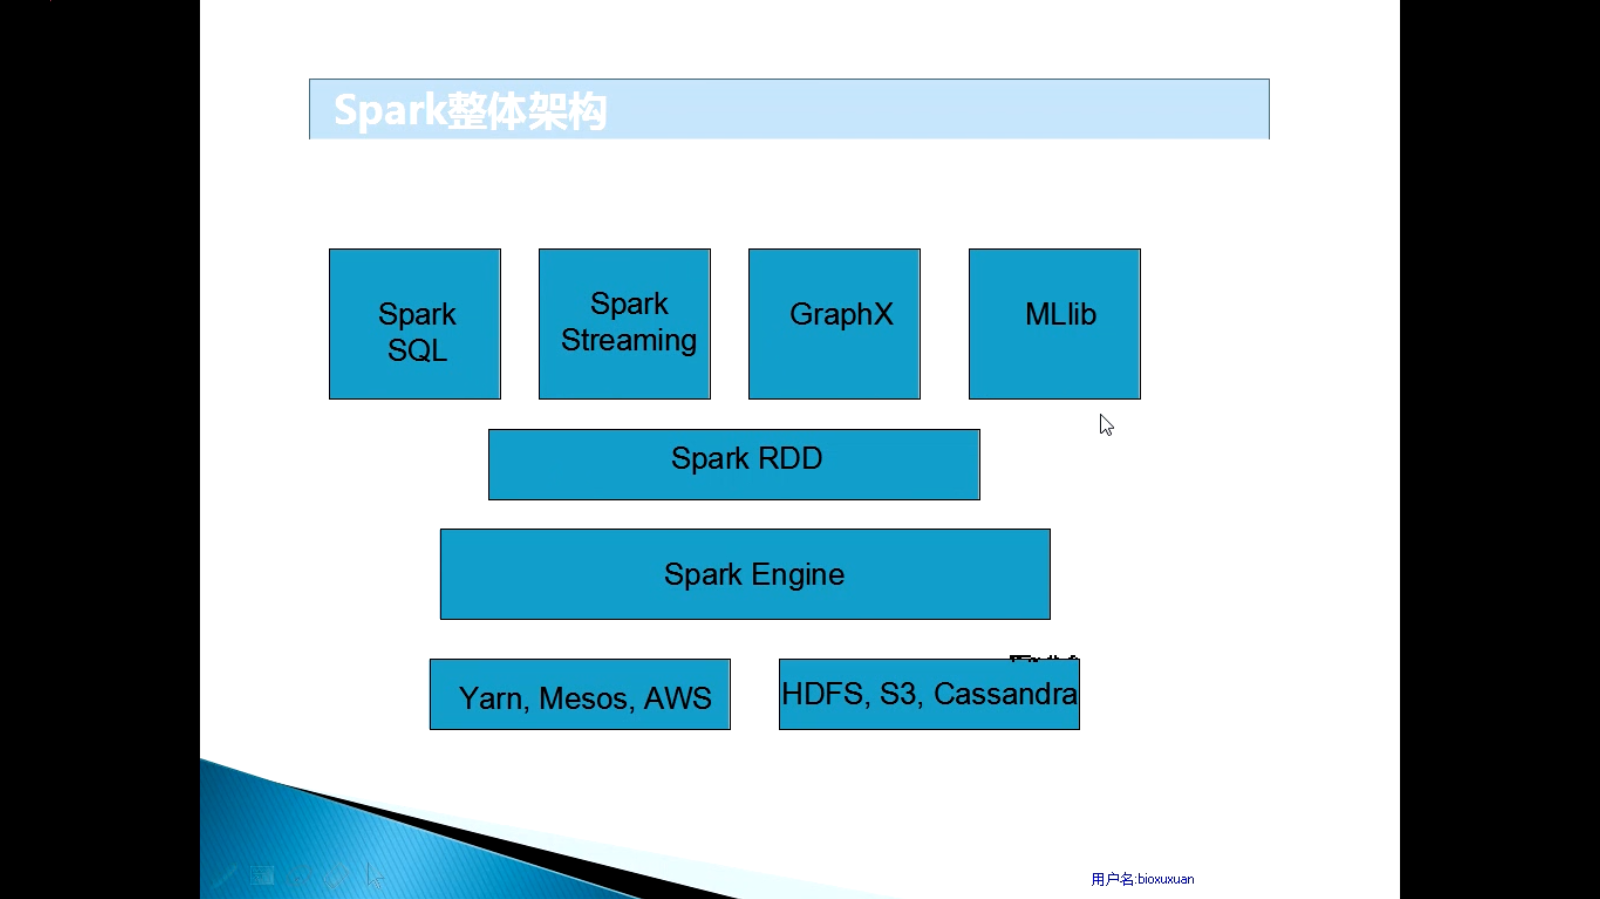 Spark整体架构
Spark
SQL
Spark
Streaming
GraphX
MLlib
Spark RDD
Spark Engine
Yarn, Mesos, AWS
HDFS, S3, Cassandra
用户名:bioxuxuan